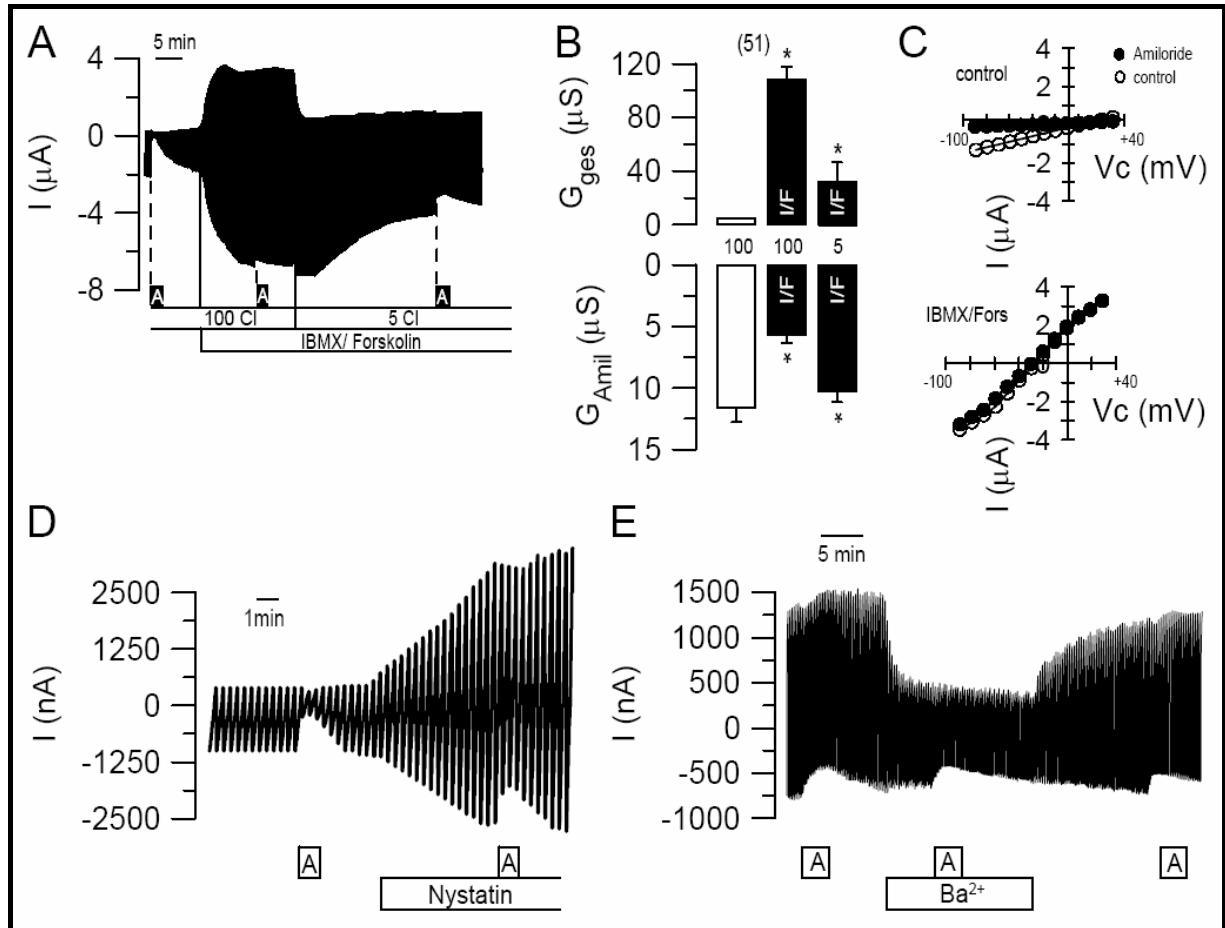 A
5 min
4
0
-4
-8
I (µA)
A
A
A
100 Cl
5 Cl
IBMX/ Forskolin
B
(51)
*
*
120
80
40
0
G_ges (µS)
I/F
I/F
100
100
5
0
5
10
15
G_Amil (µS)
I/F
I/F
*
*
C
control
Amiloride
control
4
2
-2
-4
-100
+40
Vc (mV)
I (µA)
IBMX/Fors
4
2
-2
-4
-100
+40
Vc (mV)
I (µA)
D
1min
2500
1250
0
-1250
-2500
I (nA)
A
A
Nystatin
E
5 min
1500
1000
500
0
-500
-1000
I (nA)
A
A
A
Ba²⁺